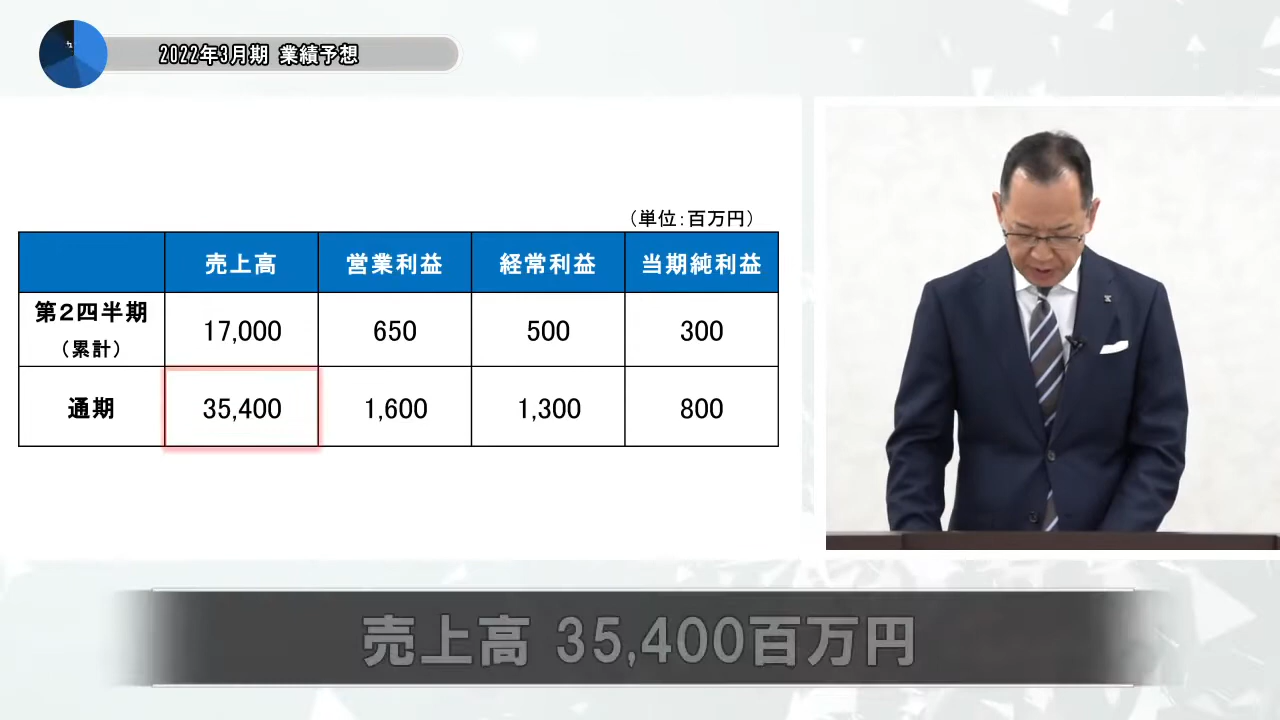 2022年3月期 業績予想
（単位：百万円）
売上高 営業利益 経常利益 当期純利益
第2四半期
（累計）
17,000 650 500 300
通期 35,400 1,600 1,300 800
売上高 35,400百万円